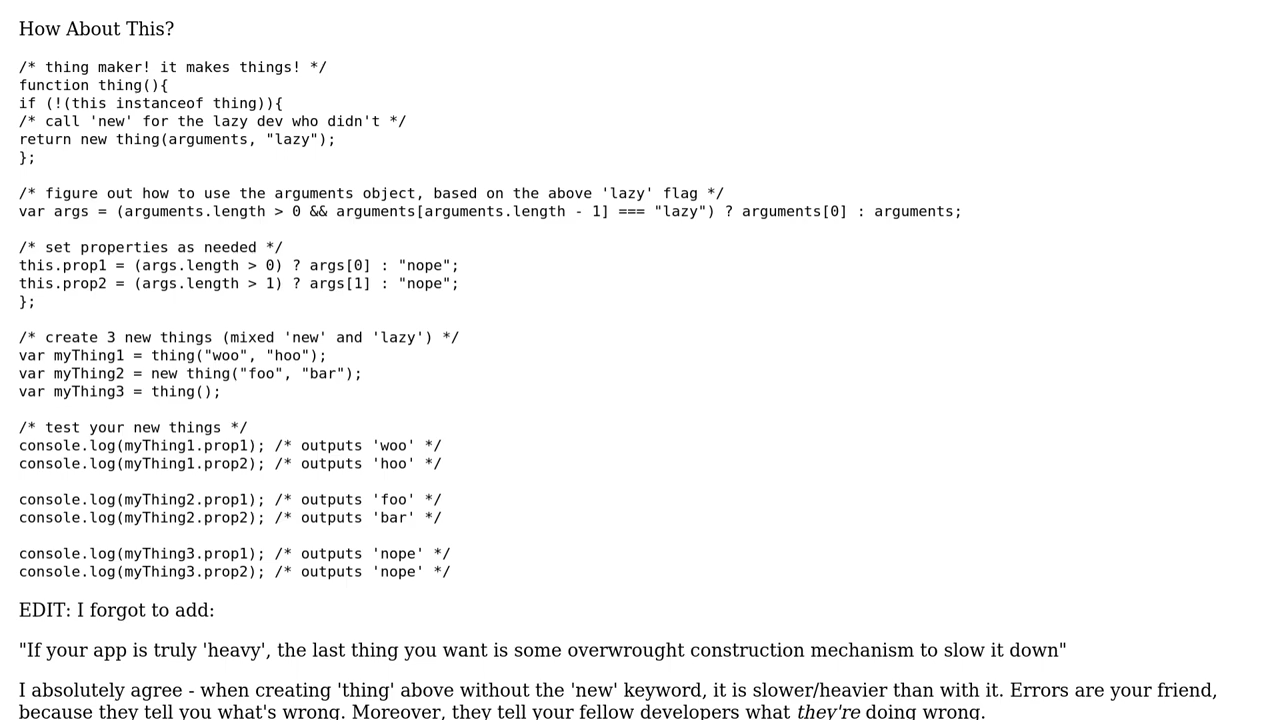 How About This?
/* thing maker! it makes things! */
function thing(){
if (!(this instanceof thing)){
/* call 'new' for the lazy dev who didn't */
return new thing(arguments, "lazy");
};
/* figure out how to use the arguments object, based on the above 'lazy' flag */
var args = (arguments.length > 0 && arguments[arguments.length - 1] === "lazy") ? arguments[0] : arguments;
/* set properties as needed */
this.prop1 = (args.length > 0) ? args[0] : "nope";
this.prop2 = (args.length > 1) ? args[1] : "nope";
};
/* create 3 new things (mixed 'new' and 'lazy') */
var myThing1 = thing("woo", "hoo");
var myThing2 = new thing("foo", "bar");
var myThing3 = thing();
/* test your new things */
console.log(myThing1.prop1); /* outputs 'woo' */
console.log(myThing1.prop2); /* outputs 'hoo' */
console.log(myThing2.prop1); /* outputs 'foo' */
console.log(myThing2.prop2); /* outputs 'bar' */
console.log(myThing3.prop1); /* outputs 'nope' */
console.log(myThing3.prop2); /* outputs 'nope' */
EDIT: I forgot to add:
"If your app is truly 'heavy', the last thing you want is some overwrought construction mechanism to slow it down"
I absolutely agree - when creating 'thing' above without the 'new' keyword, it is slower/heavier than with it. Errors are your friend,
because they tell you what's wrong. Moreover, they tell your fellow developers what they're doing wrong.